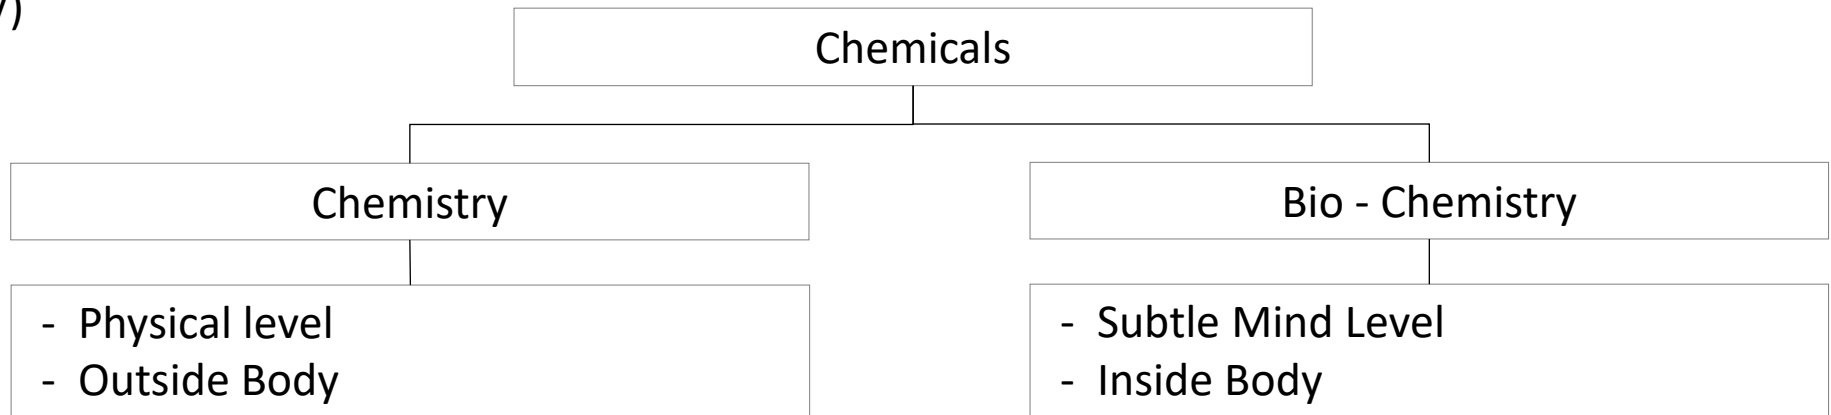 Chemicals
Chemistry
Bio - Chemistry
- Physical level
- Outside Body
- Subtle Mind Level
- Inside Body